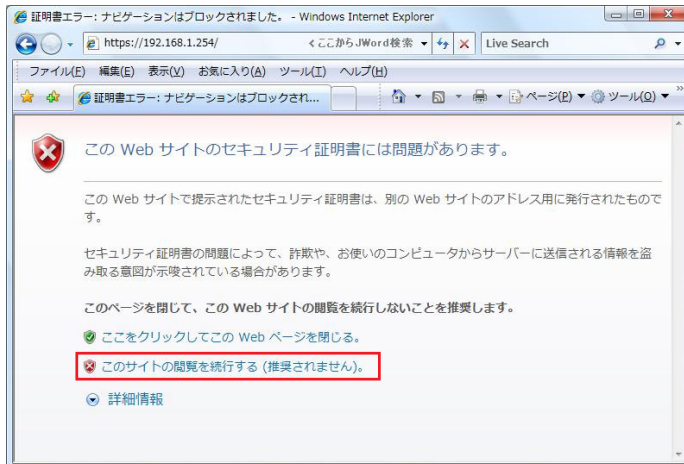 証明書エラー: ナビゲーションはブロックされました。 - Windows Internet Explorer
https://192.168.1.254/ <ここからJWord検索 Live Search
ファイル(F) 編集(E) 表示(V) お気に入り(A) ツール(T) ヘルプ(H)
証明書エラー: ナビゲーションはブロックされ... ページ(P) ツール(O) »
この Web サイトのセキュリティ証明書には問題があります。
この Web サイトで提示されたセキュリティ証明書は、別の Web サイトのアドレス用に発行されたもので
す。
セキュリティ証明書の問題によって、詐欺や、お使いのコンピュータからサーバーに送信される情報を盗
み取る意図が示唆されている場合があります。
このページを閉じて、この Web サイトの閲覧を続行しないことを推奨します。
ここをクリックしてこの Web ページを閉じる。
このサイトの閲覧を続行する (推奨されません)。
詳細情報